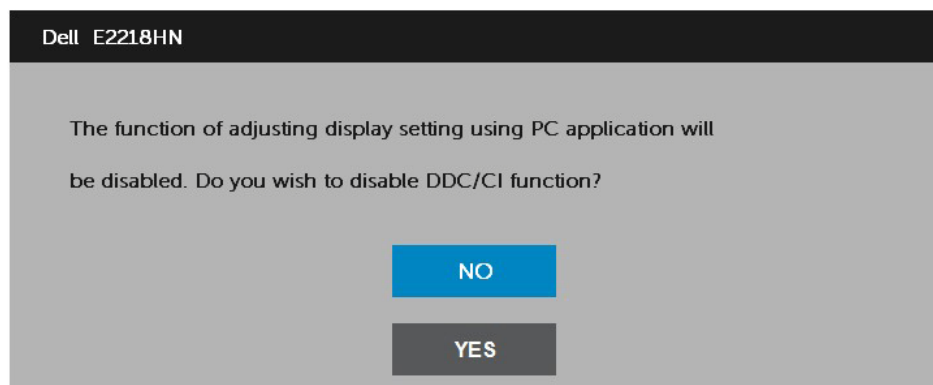 Dell E2218HN
The function of adjusting display setting using PC application will
be disabled. Do you wish to disable DDC/CI function?
NO
YES